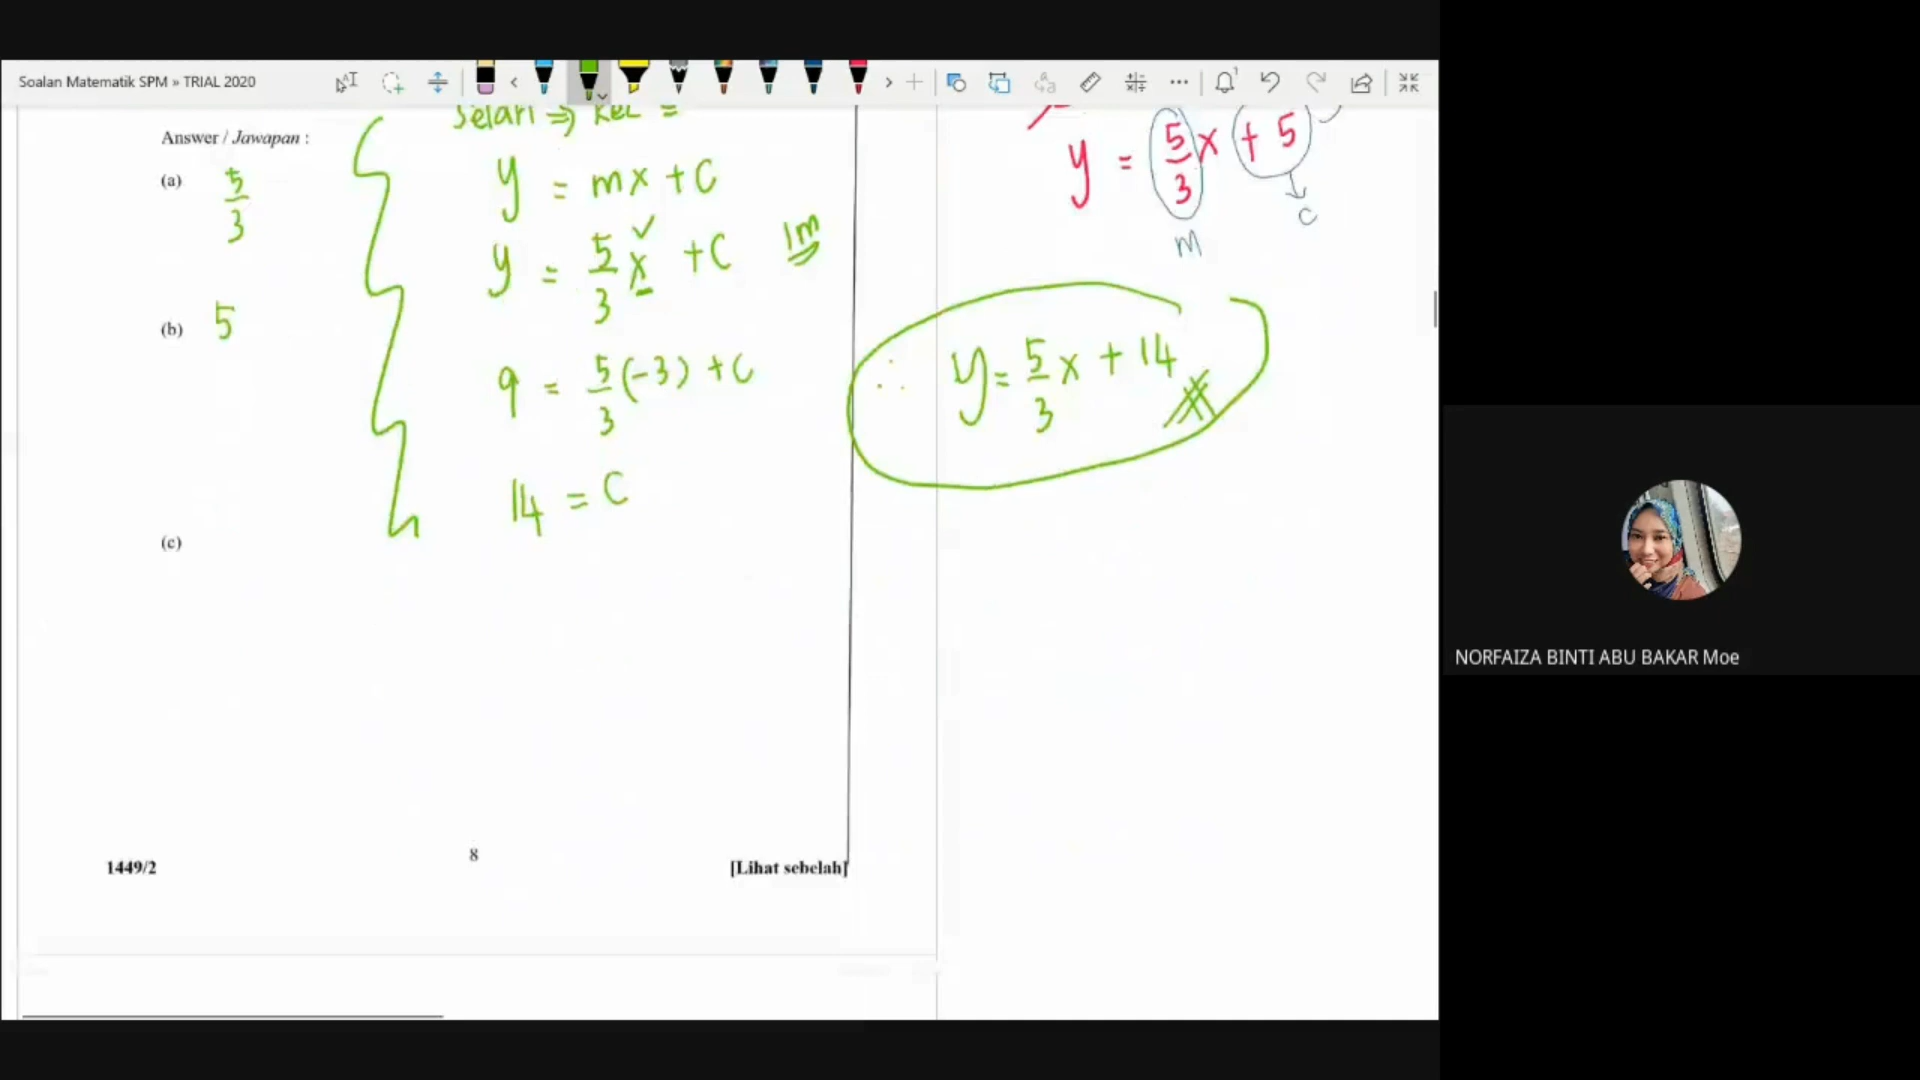 Soalan Matematik SPM » TRIAL 2020
Selari ⇒ Kec =
Answer / Jawapan :
(a) 5/3
y = mx + C
y = 5/3 x + C 1m
9 = 5/3 (-3) + C
14 = C
(b) 5
(c)
y = 5/3 x + 5
m
c
∴ y = 5/3 x + 14
8
1449/2
[Lihat sebelah]
NORFAIZA BINTI ABU BAKAR Moe